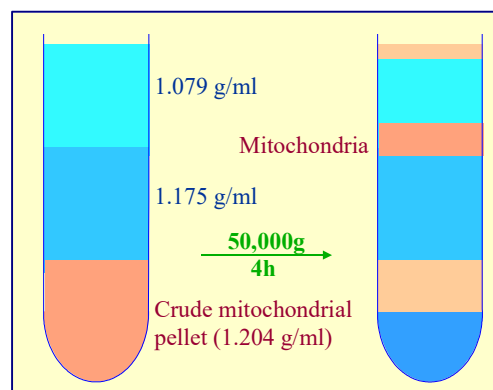 1.079 g/ml
Mitochondria
1.175 g/ml
50,000g
4h
Crude mitochondrial
pellet (1.204 g/ml)